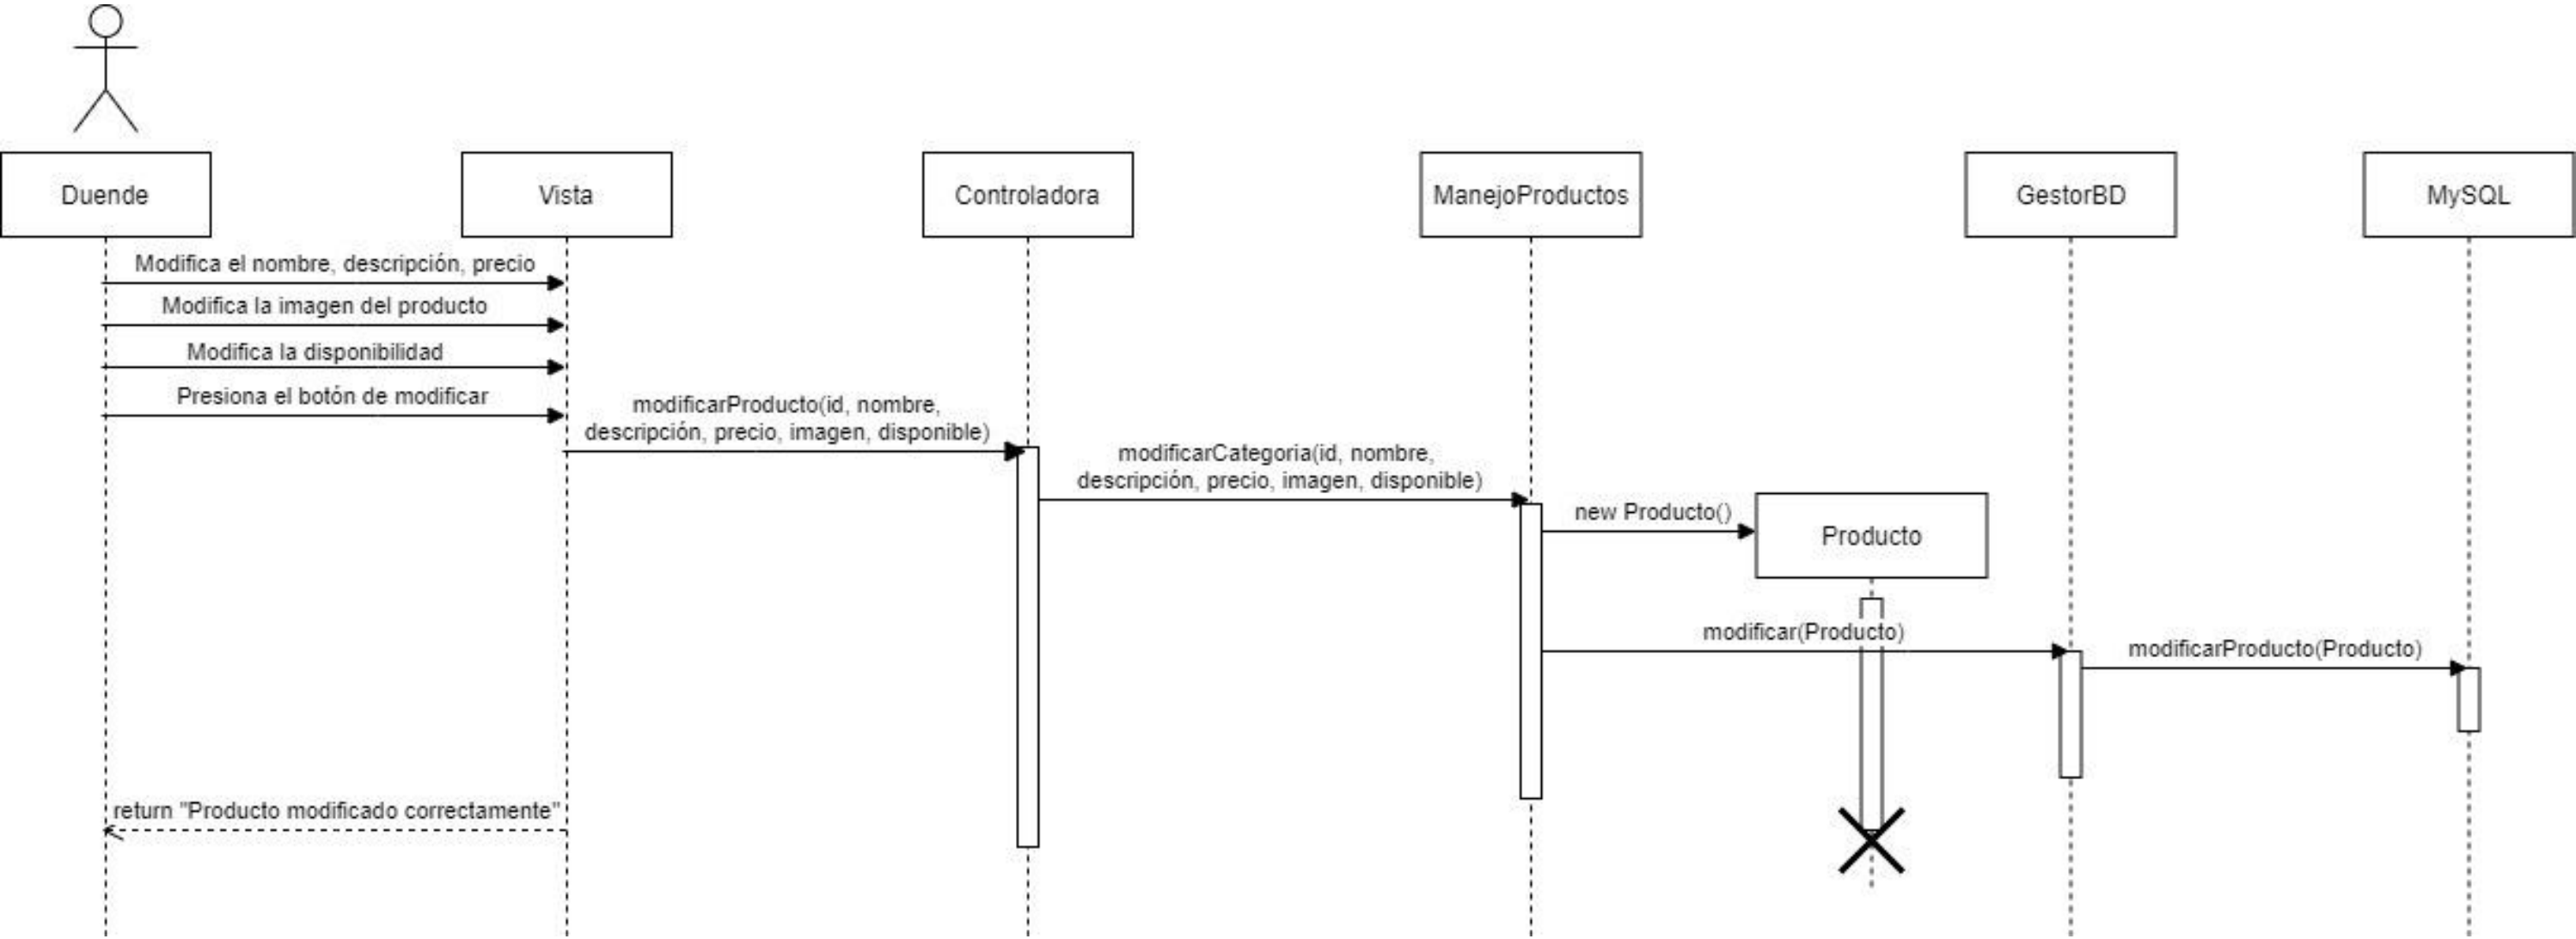 Duende
Vista
Controladora
ManejoProductos
GestorBD
MySQL
Modifica el nombre, descripción, precio
Modifica la imagen del producto
Modifica la disponibilidad
Presiona el botón de modificar
modificarProducto(id, nombre,
descripción, precio, imagen, disponible)
modificarCategoria(id, nombre,
descripción, precio, imagen, disponible)
new Producto()
Producto
modificar(Producto)
modificarProducto(Producto)
return "Producto modificado correctamente"